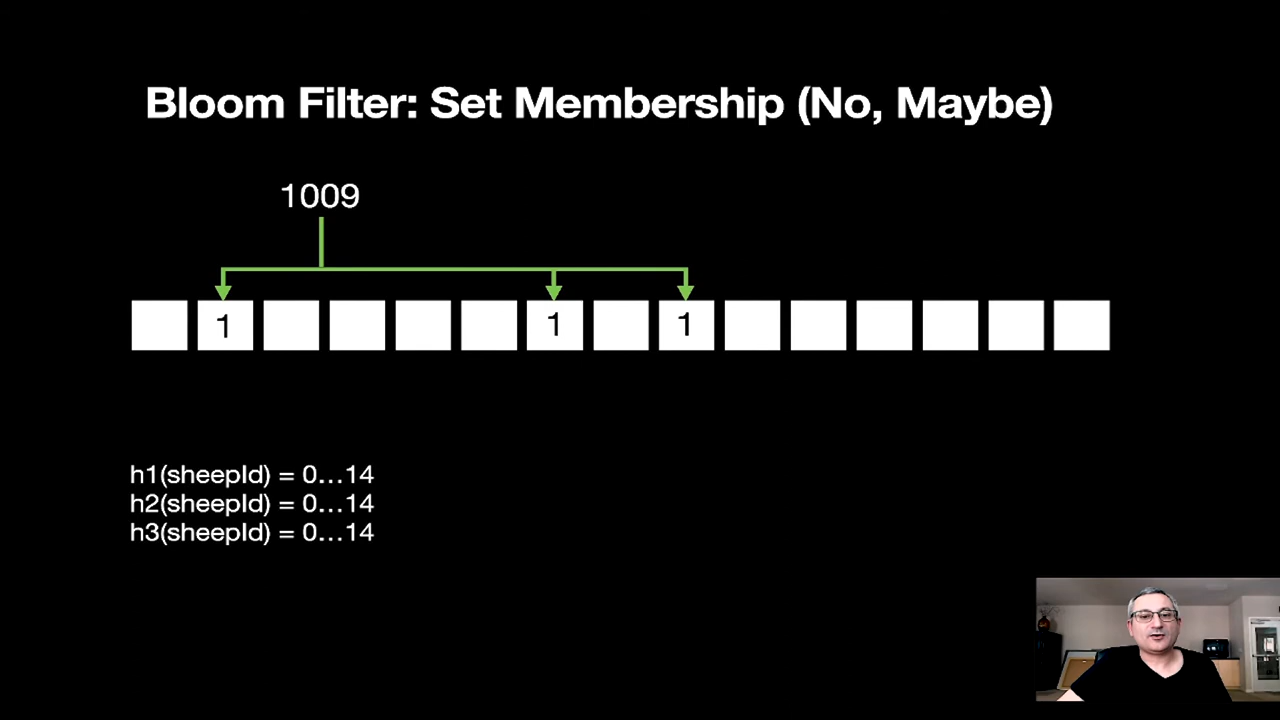 Bloom Filter: Set Membership (No, Maybe)
1009
1 1 1
h1(sheepId) = 0…14
h2(sheepId) = 0…14
h3(sheepId) = 0…14